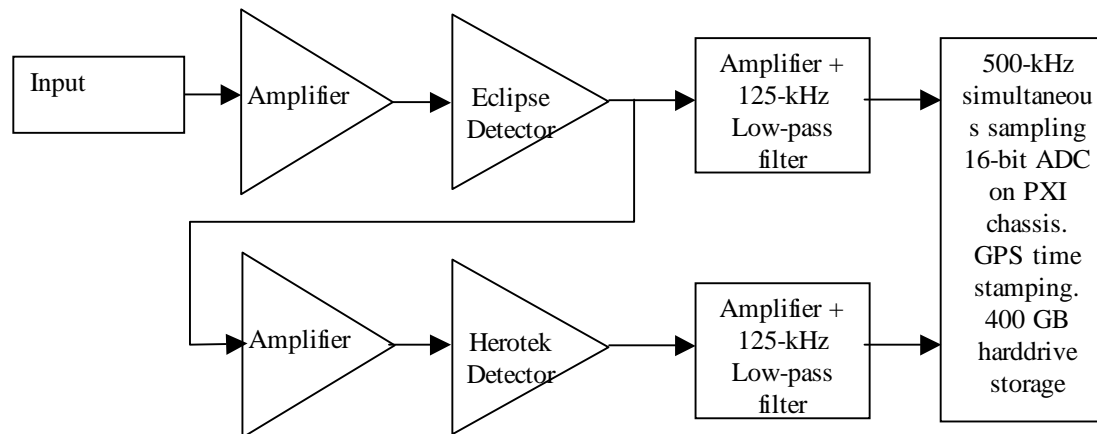 Input
Amplifier
Eclipse
Detector
Amplifier +
125-kHz
Low-pass
filter
500-kHz
simultaneou
s sampling
16-bit ADC
on PXI
chassis.
GPS time
stamping.
400 GB
harddrive
storage
Amplifier
Herotek
Detector
Amplifier +
125-kHz
Low-pass
filter